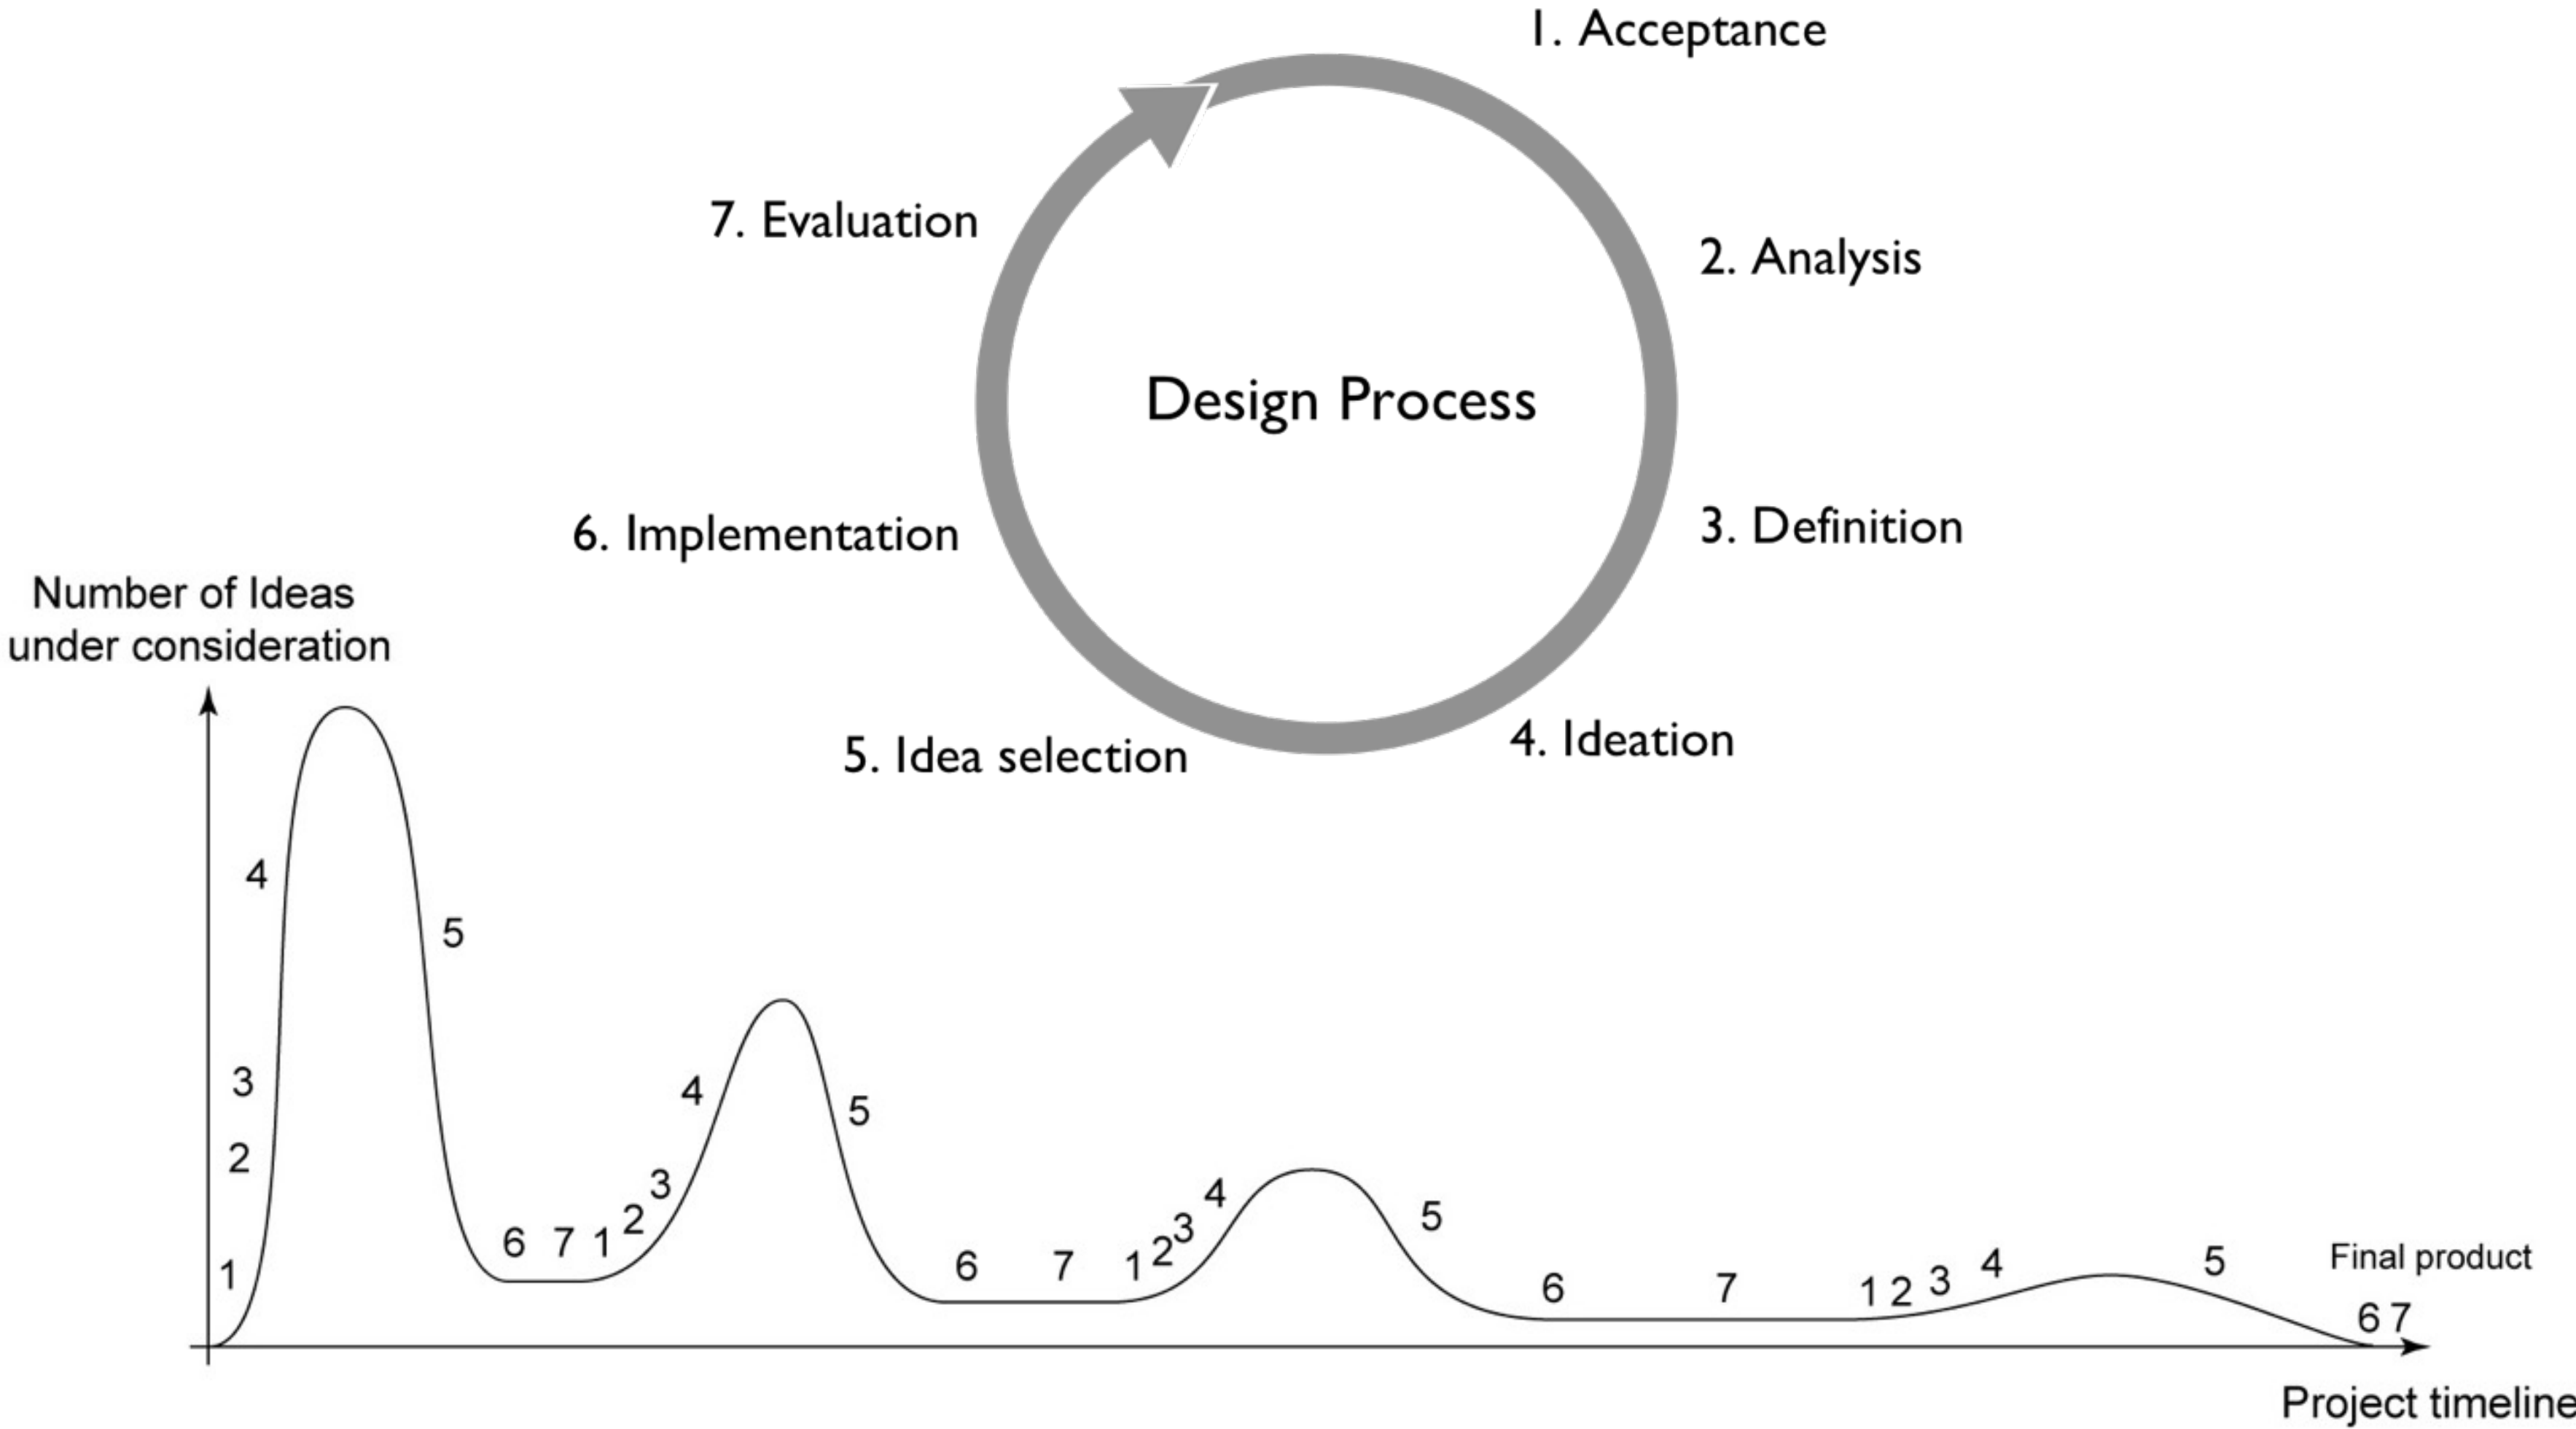 1. Acceptance
7. Evaluation
2. Analysis
Design Process
3. Definition
6. Implementation
4. Ideation
5. Idea selection
Number of Ideas
under consideration
4
5
3
2
1
6 7 1 2 3
4
5
6 7 1 2 3 4
5
6 7 1 2 3 4
5
Final product
6 7
Project timeline